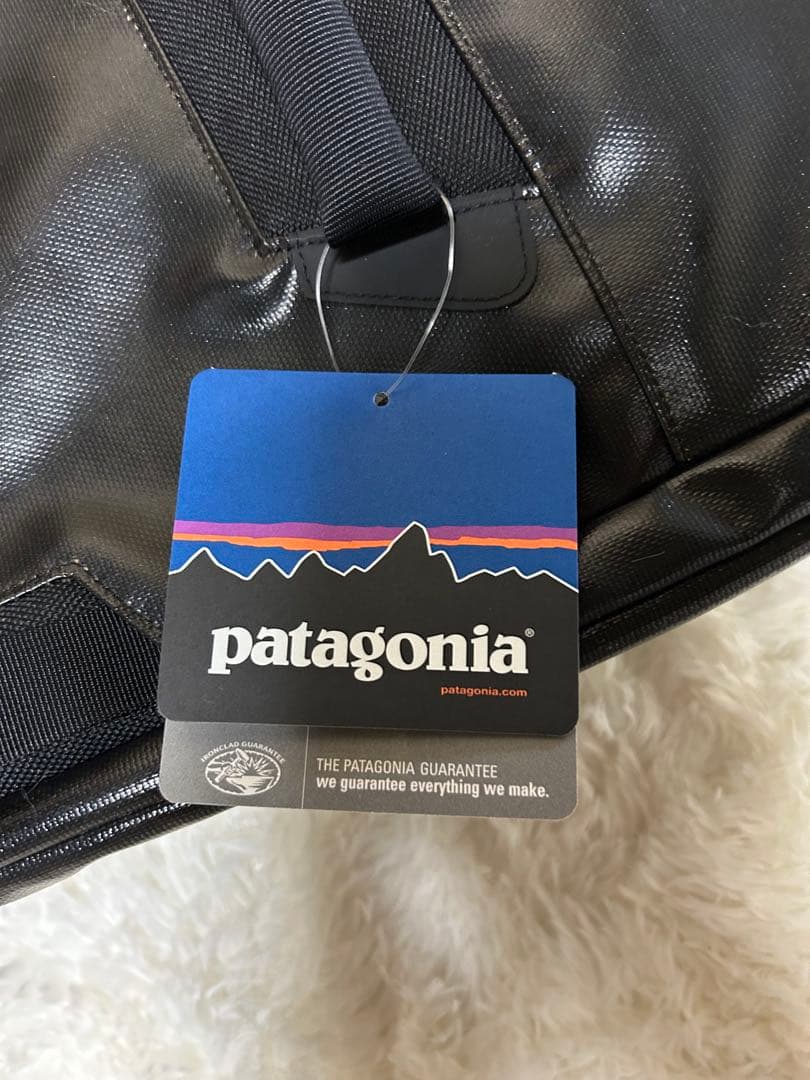 patagonia®
patagonia.com
IRONCLAD GUARANTEE
THE PATAGONIA GUARANTEE
we guarantee everything we make.